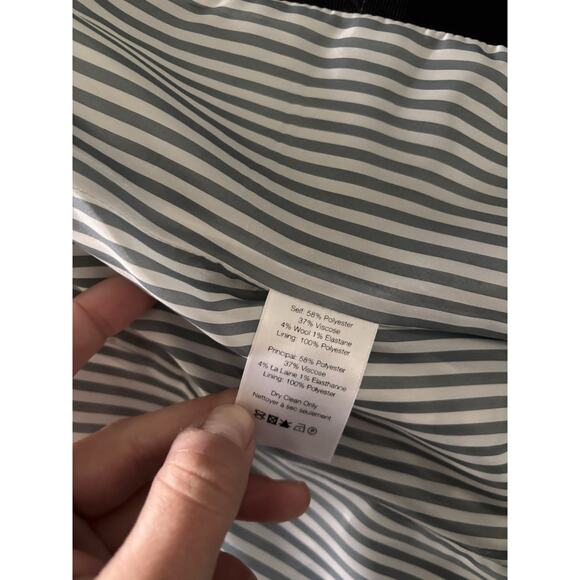 Self: 58% Polyester
37% Viscose
4% Wool 1% Elastane
Lining: 100% Polyester
Principal: 58% Polyester
37% Viscose
4% La Laine 1% Elasthanne
Lining: 100% Polyester
Dry Clean Only
Nettoyer à sec seulement